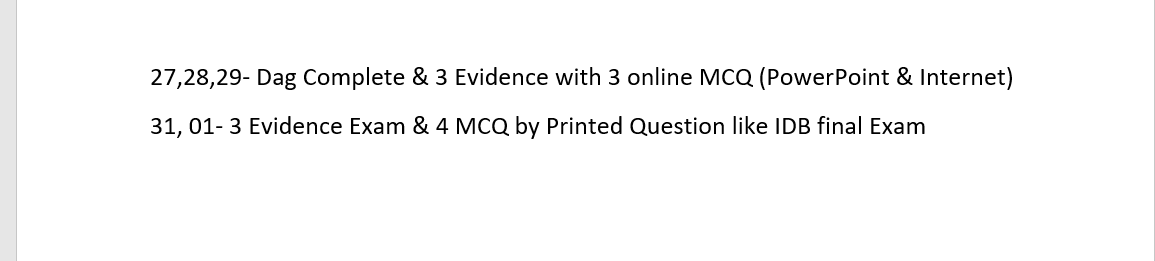 27,28,29- Dag Complete & 3 Evidence with 3 online MCQ (PowerPoint & Internet)
31, 01- 3 Evidence Exam & 4 MCQ by Printed Question like IDB final Exam